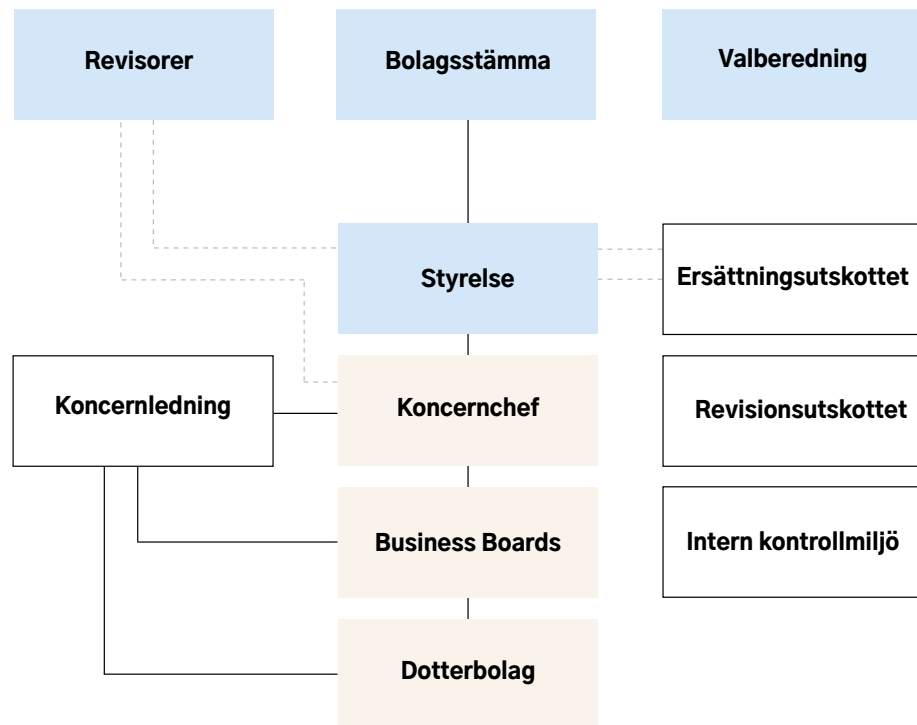 Revisorer
Bolagsstämma
Valberedning
Styrelse
Ersättningsutskottet
Koncernledning
Koncernchef
Revisionsutskottet
Business Boards
Intern kontrollmiljö
Dotterbolag